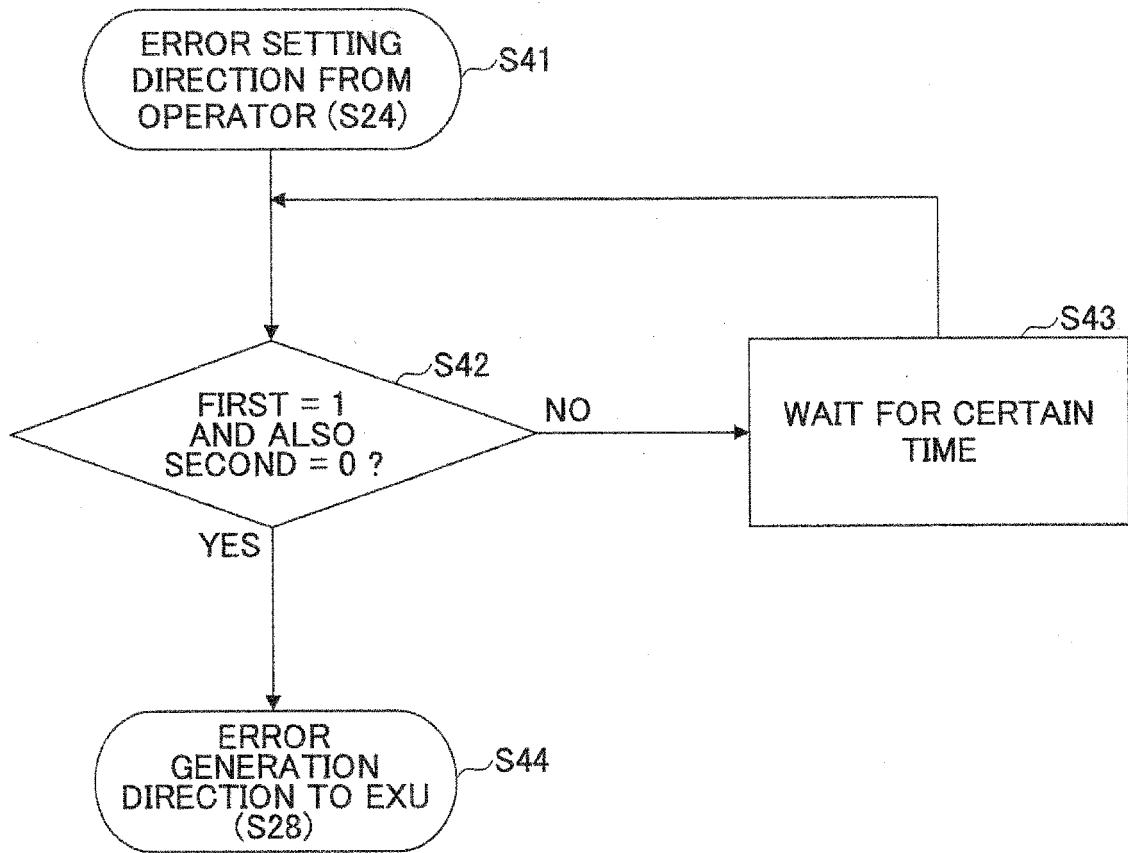 ERROR SETTING
DIRECTION FROM
OPERATOR (S24)
S41
S42
FIRST = 1
AND ALSO
SECOND = 0 ?
NO
YES
S43
WAIT FOR CERTAIN
TIME
ERROR
GENERATION
DIRECTION TO EXU
(S28)
S44